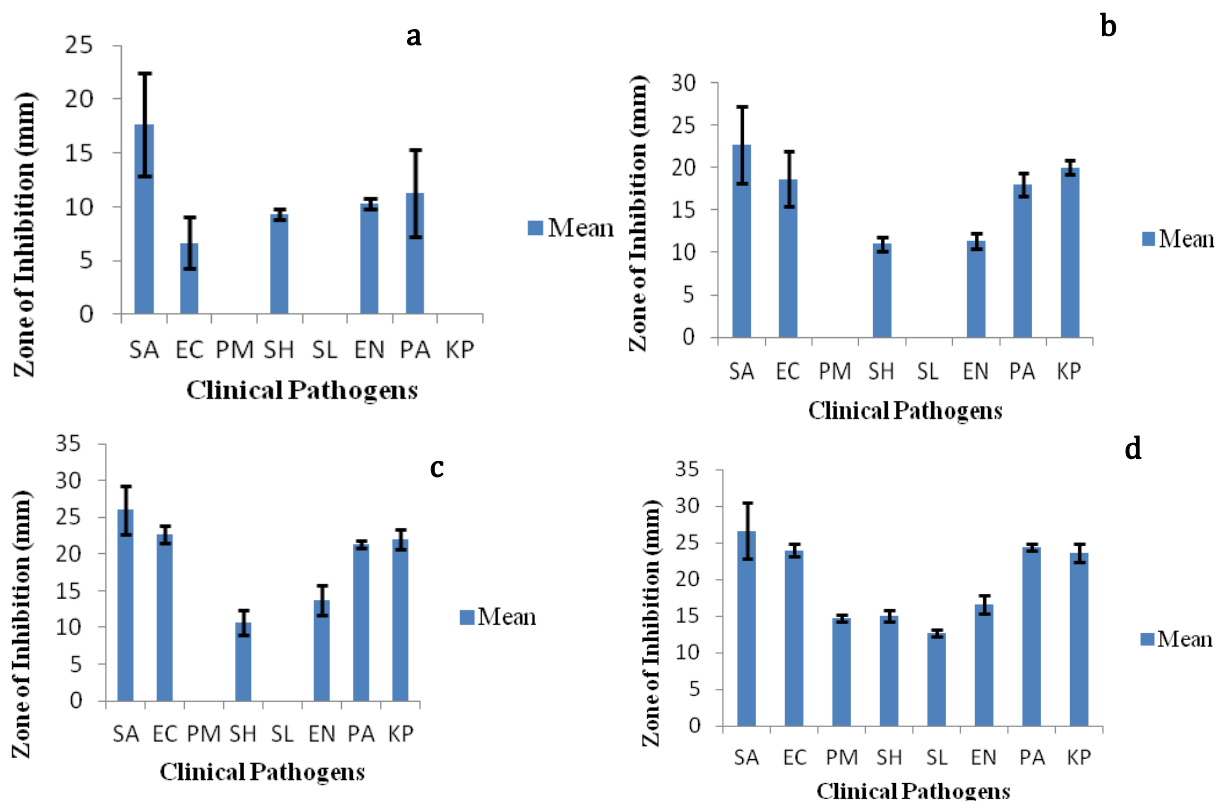 a
25
20
15
10
5
0
Zone of Inhibition (mm)
SA EC PM SH SL EN PA KP
Clinical Pathogens
Mean
b
30
25
20
15
10
5
0
Zone of Inhibition (mm)
SA EC PM SH SL EN PA KP
Clinical Pathogens
Mean
c
35
30
25
20
15
10
5
0
Zone of Inhibition (mm)
SA EC PM SH SL EN PA KP
Clinical Pathogens
Mean
d
35
30
25
20
15
10
5
0
Zone of Inhibition (mm)
SA EC PM SH SL EN PA KP
Clinical Pathogens
Mean